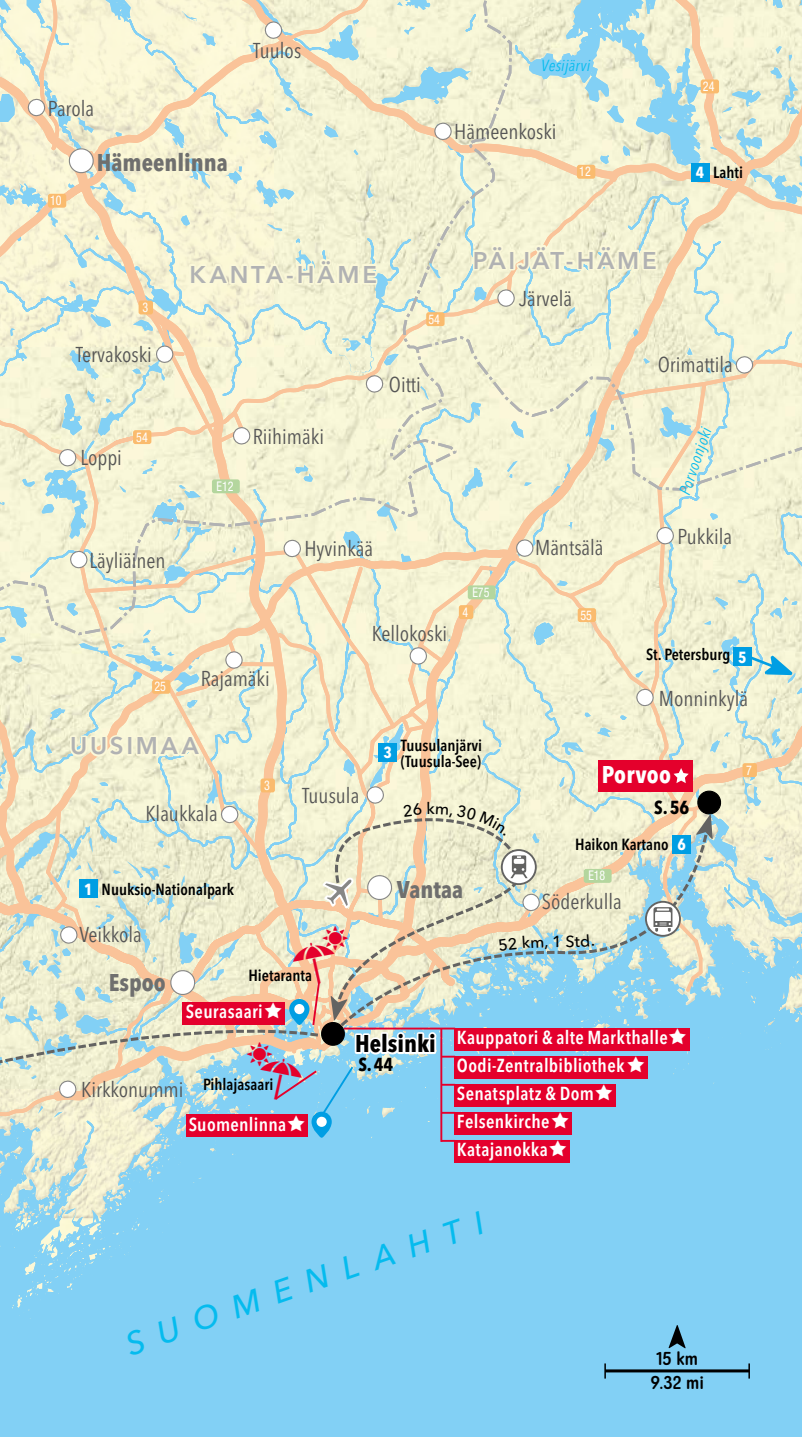 Tuulos
Vesijärvi
24
Parola
Hämeenkoski
Hämeenlinna
12
4 Lahti
10
KANTA-HÄME
PÄIJÄT-HÄME
Järvelä
3
54
Tervakoski
Orimattila
Oitti
54
Riihimäki
Loppi
Porvoonjoki
E12
Pukkila
Hyvinkää
Mäntsälä
Läyliäinen
E75
4
55
Kellokoski
St. Petersburg 5
Rajamäki
25
Monninkylä
UUSIMAA
3 Tuusulanjärvi
(Tuusula-See)
Porvoo
7
3
Tuusula
S. 56
Klaukkala
26 km, 30 Min.
Haikon Kartano 6
E18
1 Nuuksio-Nationalpark
Vantaa
Söderkulla
Veikkola
52 km, 1 Std.
Hietaranta
Espoo
Seurasaari
Helsinki
S. 44
Kauppatori & alte Markthalle
Oodi-Zentralbibliothek
Senatsplatz & Dom
Felsenkirche
Katajanokka
Pihlajasaari
Kirkkonummi
Suomenlinna
SUOMENLAHTI
15 km
9.32 mi